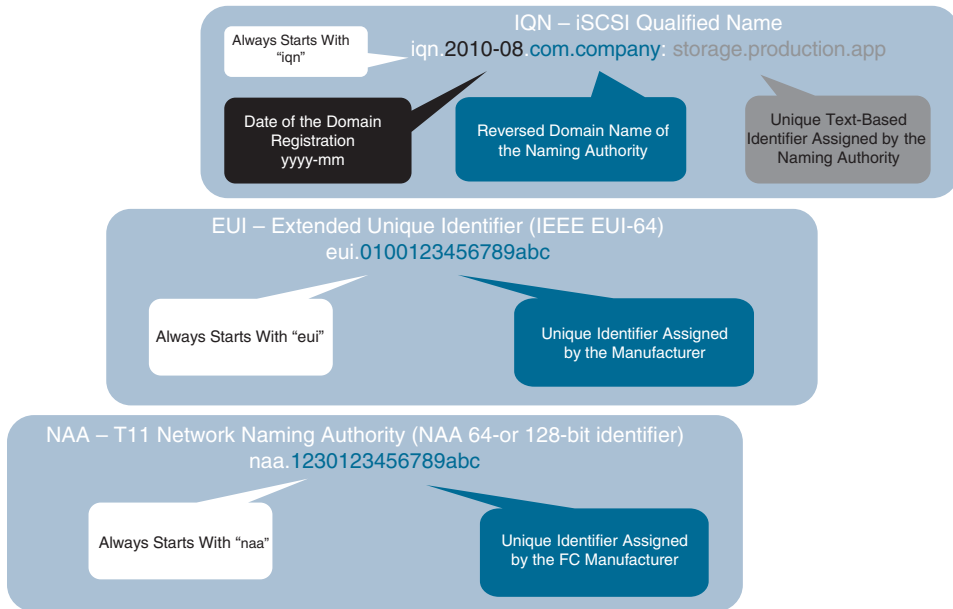 IQN – iSCSI Qualified Name
Always Starts With
“iqn”
iqn.2010-08.com.company: storage.production.app
Date of the Domain
Registration
yyyy-mm
Reversed Domain Name of
the Naming Authority
Unique Text-Based
Identifier Assigned by the
Naming Authority
EUI – Extended Unique Identifier (IEEE EUI-64)
eui.0100123456789abc
Always Starts With “eui”
Unique Identifier Assigned
by the Manufacturer
NAA – T11 Network Naming Authority (NAA 64-or 128-bit identifier)
naa.1230123456789abc
Always Starts With “naa”
Unique Identifier Assigned
by the FC Manufacturer